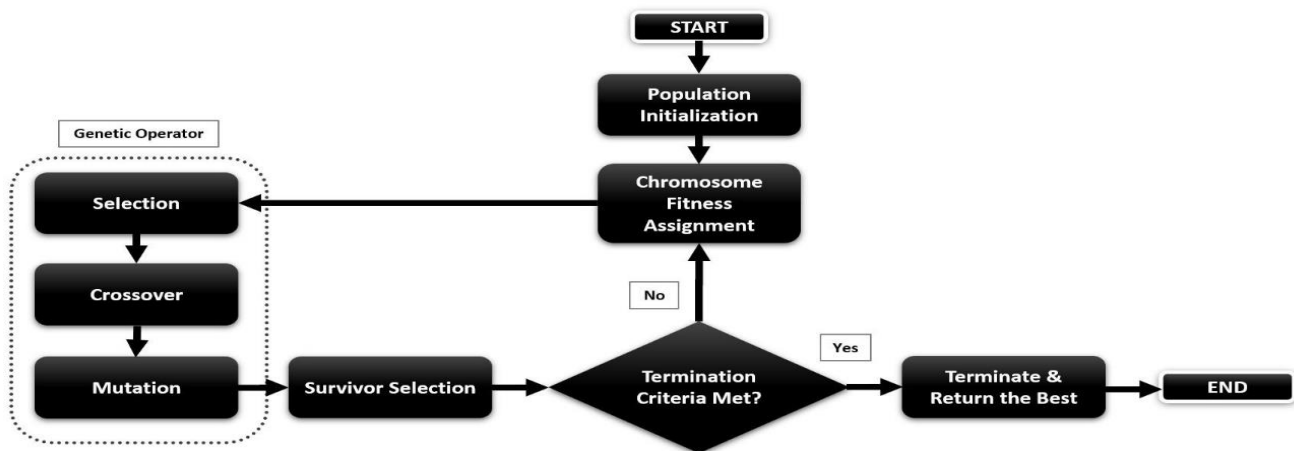 START
Population
Initialization
Chromosome
Fitness
Assignment
Genetic Operator
Selection
Crossover
Mutation
Survivor Selection
Termination
Criteria Met?
No
Yes
Terminate &
Return the Best
END